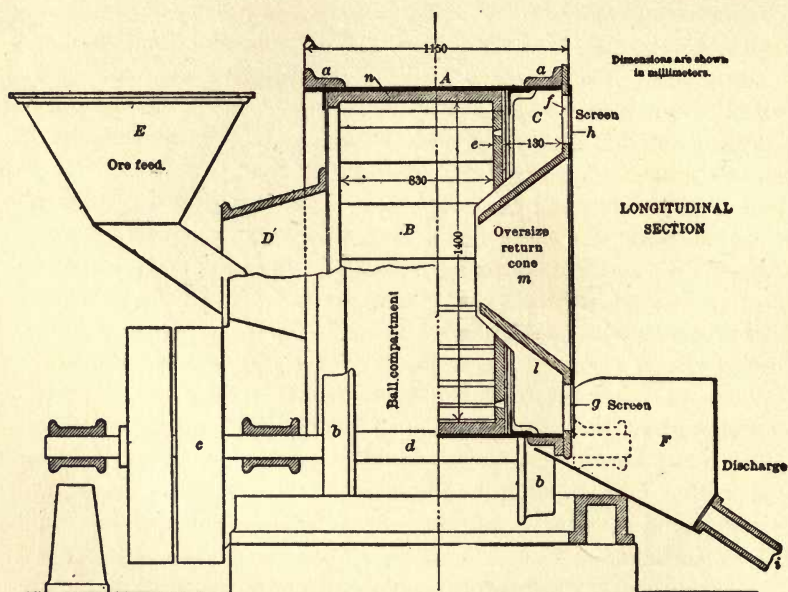 1150
Dimensions are shown
in millimeters.
a
n
A
a
E
Ore feed.
e
C
f
Screen
h
130
830
LONGITUDINAL
SECTION
D'
B
1400
Oversize
return
cone
m
Ball compartment
l
g Screen
c
b
d
b
F
Discharge
i